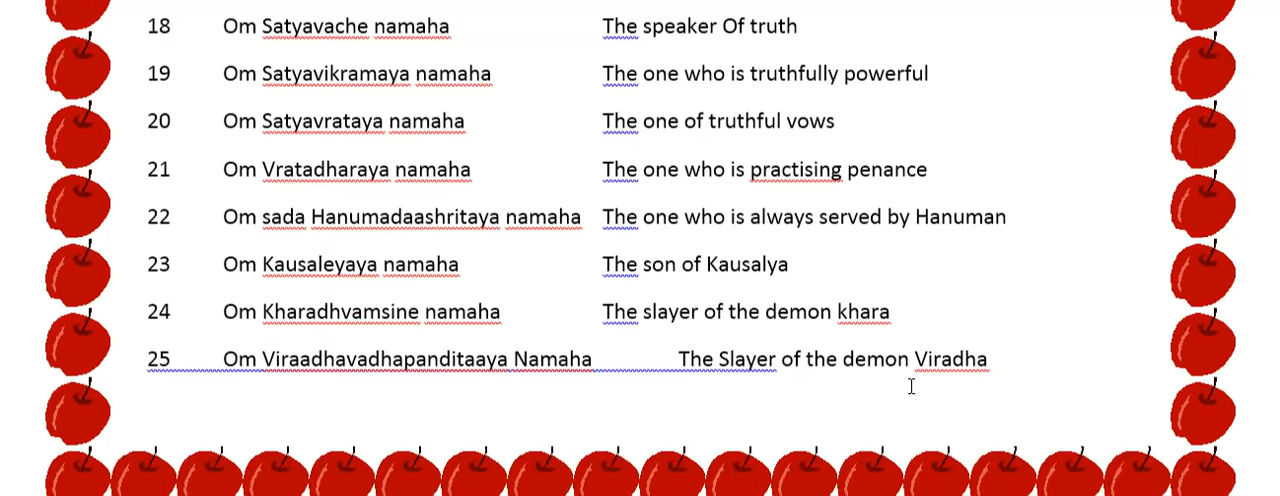 18 Om Satyavache namaha The speaker Of truth
19 Om Satyavikramaya namaha The one who is truthfully powerful
20 Om Satyavrataya namaha The one of truthful vows
21 Om Vratadharaya namaha The one who is practising penance
22 Om sada Hanumadaashritaya namaha The one who is always served by Hanuman
23 Om Kausaleyaya namaha The son of Kausalya
24 Om Kharadhvamsine namaha The slayer of the demon khara
25 Om Viraadhavadhapanditaaya Namaha The Slayer of the demon Viradha